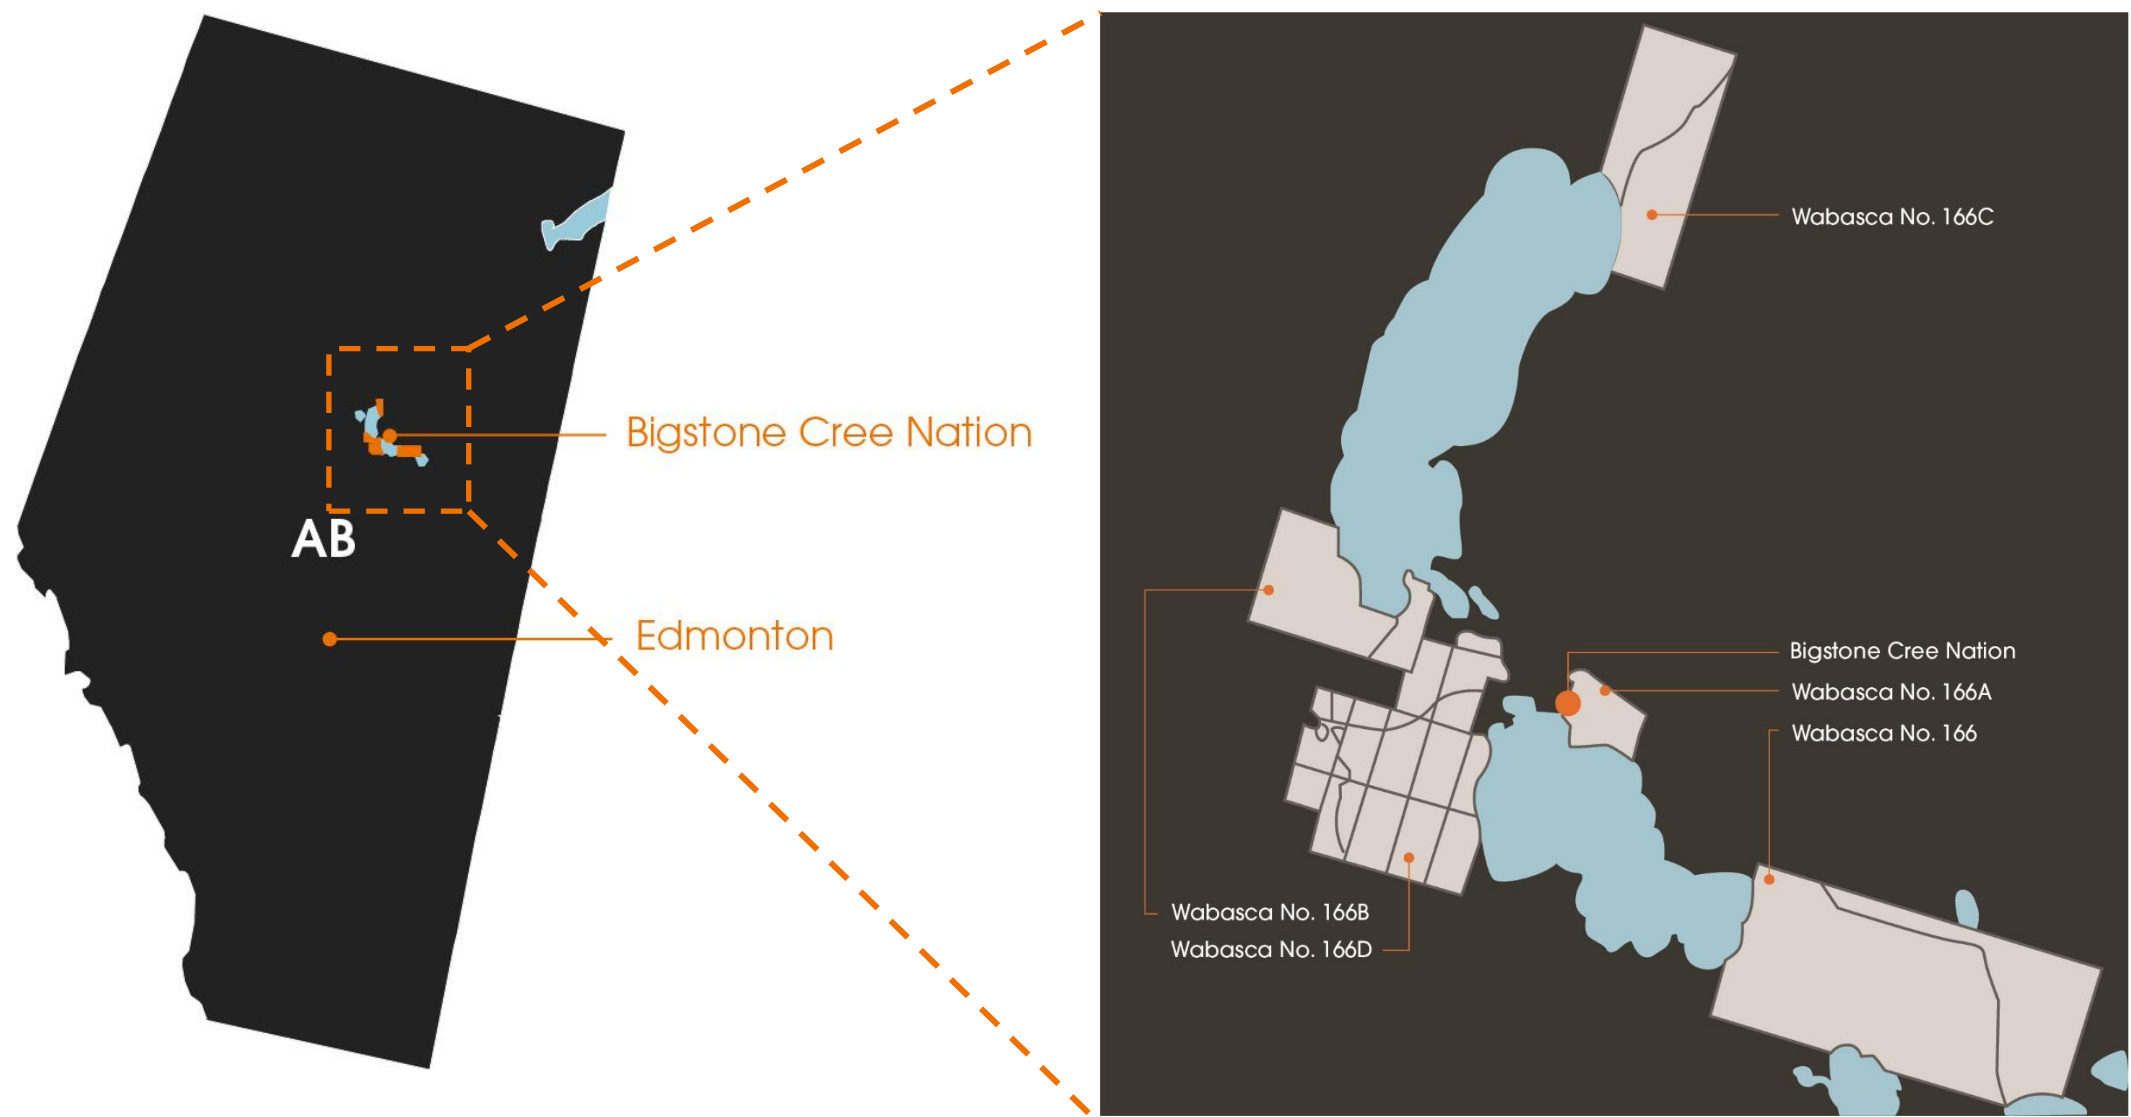 Bigstone Cree Nation
AB
Edmonton
Wabasca No. 166C
Bigstone Cree Nation
Wabasca No. 166A
Wabasca No. 166
Wabasca No. 166B
Wabasca No. 166D